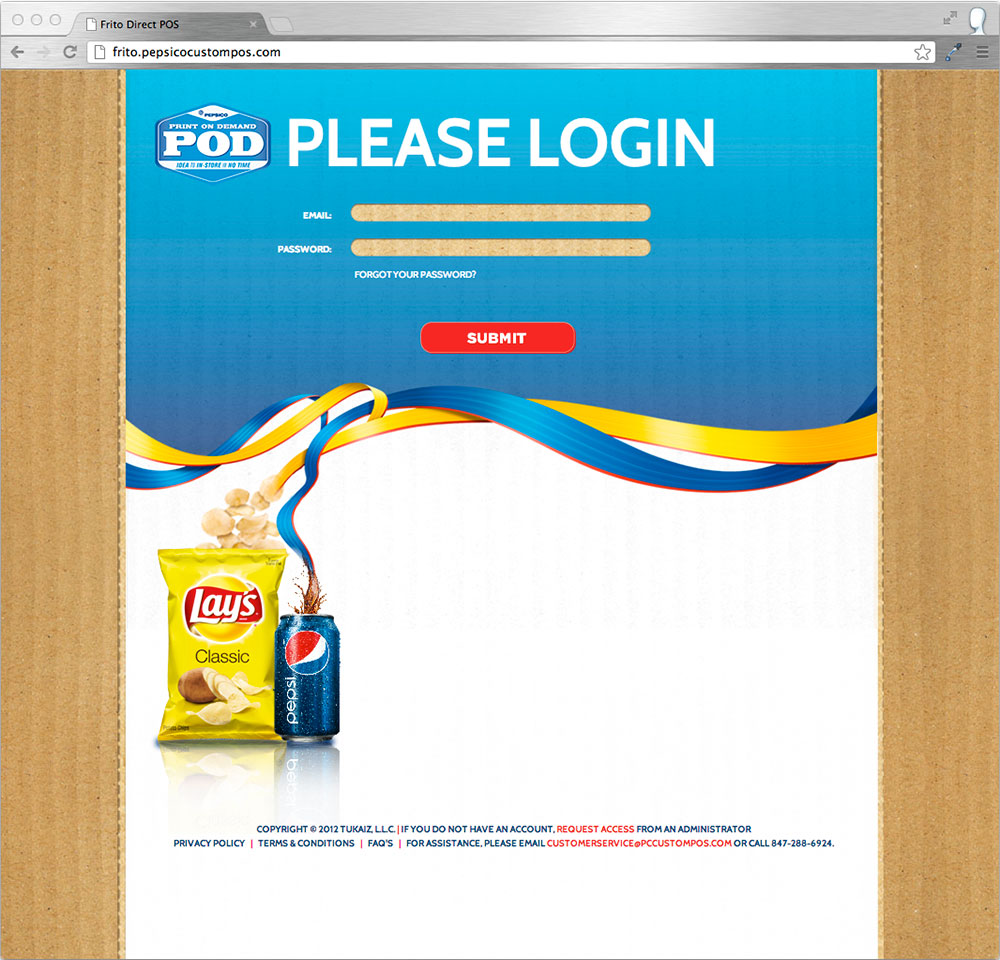 Frito Direct POS
frito.pepsicocustompos.com
PEPSICO
PRINT ON DEMAND
POD
IDEA TO IN-STORE IN NO TIME
PLEASE LOGIN
EMAIL:
PASSWORD:
FORGOT YOUR PASSWORD?
SUBMIT
Lay's
Classic
pepsi
COPYRIGHT © 2012 TUKAIZ, L.L.C. | IF YOU DO NOT HAVE AN ACCOUNT, REQUEST ACCESS FROM AN ADMINISTRATOR
PRIVACY POLICY | TERMS & CONDITIONS | FAQ'S | FOR ASSISTANCE, PLEASE EMAIL CUSTOMERSERVICE@PCCUSTOMPOS.COM OR CALL 847-288-6924.